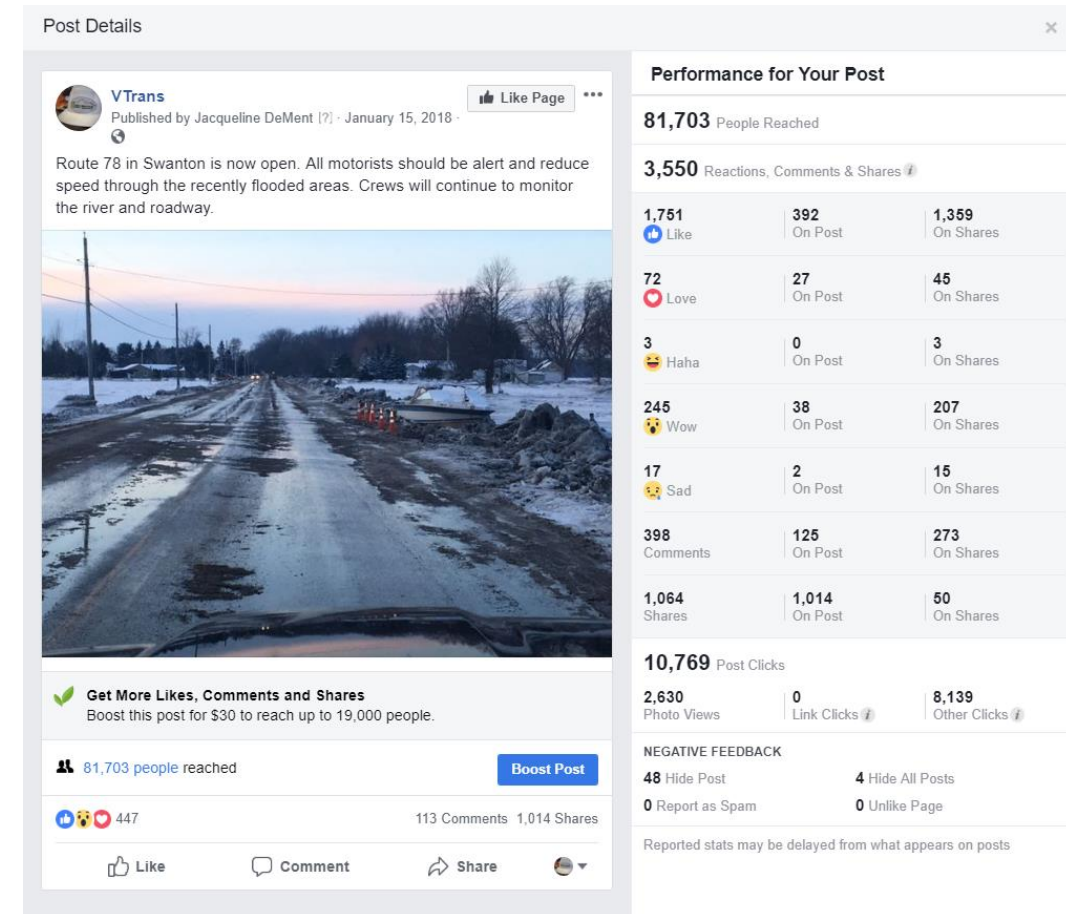 Post Details
×
VTrans
Like Page
Published by Jacqueline DeMent [?] · January 15, 2018 ·
Route 78 in Swanton is now open. All motorists should be alert and reduce
speed through the recently flooded areas. Crews will continue to monitor
the river and roadway.
Get More Likes, Comments and Shares
Boost this post for $30 to reach up to 19,000 people.
81,703 people reached
Boost Post
447
113 Comments 1,014 Shares
Like Comment Share
Performance for Your Post
81,703 People Reached
3,550 Reactions, Comments & Shares i
1,751 392 1,359
Like On Post On Shares
72 27 45
Love On Post On Shares
3 0 3
Haha On Post On Shares
245 38 207
Wow On Post On Shares
17 2 15
Sad On Post On Shares
398 125 273
Comments On Post On Shares
1,064 1,014 50
Shares On Post On Shares
10,769 Post Clicks
2,630 0 8,139
Photo Views Link Clicks i Other Clicks i
NEGATIVE FEEDBACK
48 Hide Post 4 Hide All Posts
0 Report as Spam 0 Unlike Page
Reported stats may be delayed from what appears on posts